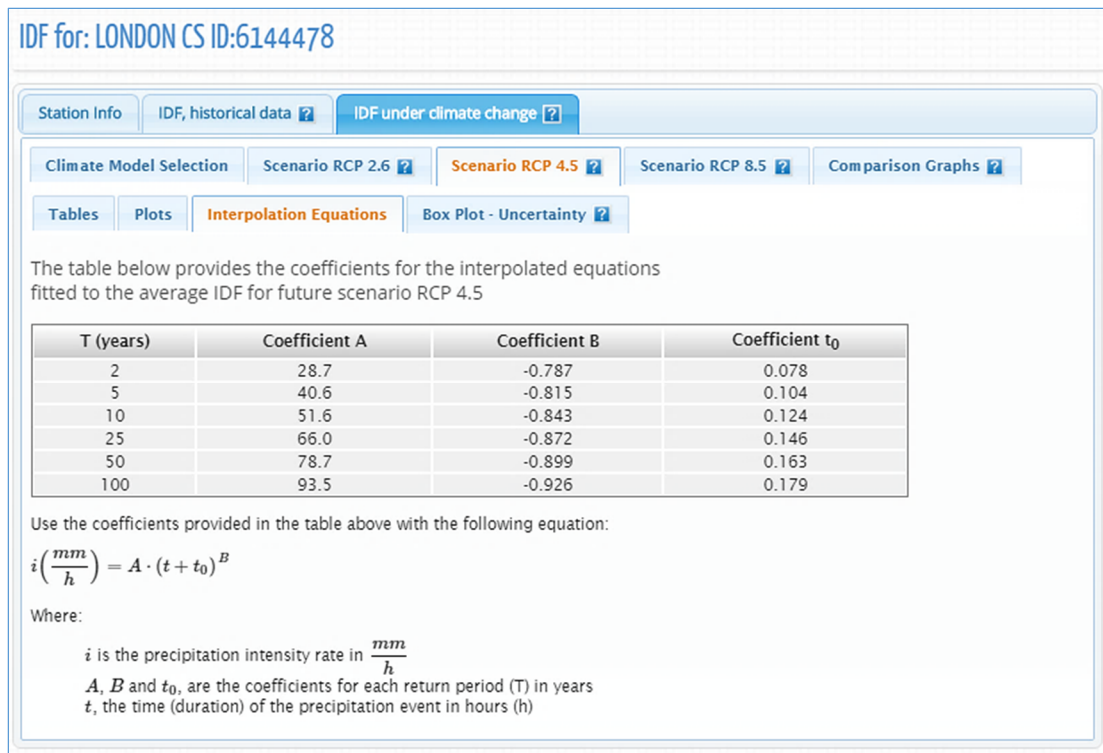 IDF for: LONDON CS ID:6144478
Station Info IDF, historical data ? IDF under climate change ?
Climate Model Selection Scenario RCP 2.6 ? Scenario RCP 4.5 ? Scenario RCP 8.5 ? Comparison Graphs ?
Tables Plots Interpolation Equations Box Plot - Uncertainty ?
The table below provides the coefficients for the interpolated equations
fitted to the average IDF for future scenario RCP 4.5
T (years) Coefficient A Coefficient B Coefficient t₀
2 28.7 -0.787 0.078
5 40.6 -0.815 0.104
10 51.6 -0.843 0.124
25 66.0 -0.872 0.146
50 78.7 -0.899 0.163
100 93.5 -0.926 0.179
Use the coefficients provided in the table above with the following equation:
i(mm/h) = A · (t + t₀)^B
Where:
i is the precipitation intensity rate in mm/h
A, B and t₀, are the coefficients for each return period (T) in years
t, the time (duration) of the precipitation event in hours (h)